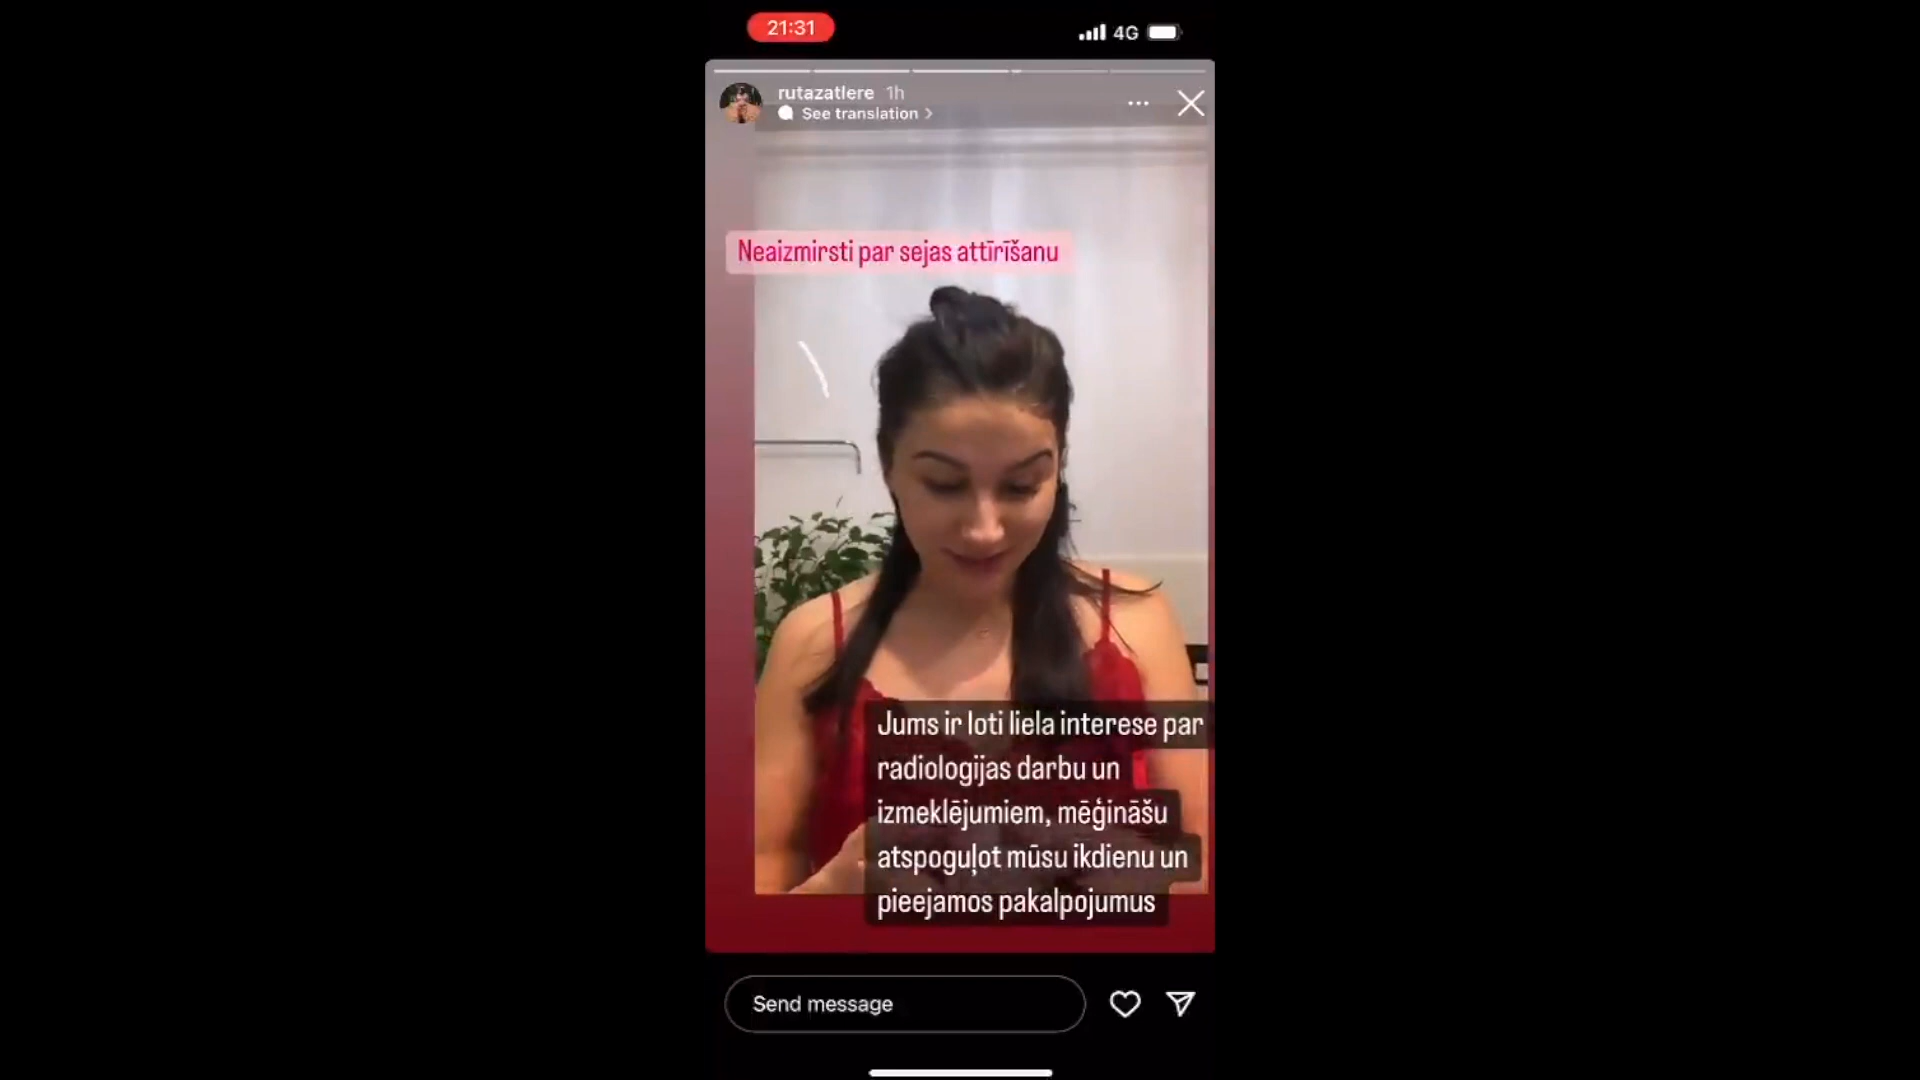 21:31
4G
rutazatlere 1h
See translation
Neaizmirsti par sejas attīrīšanu
Jums ir loti liela interese par
radiologijas darbu un
izmeklējumiem, mēģināšu
atspoguļot mūsu ikdienu un
pieejamos pakalpojumus
Send message